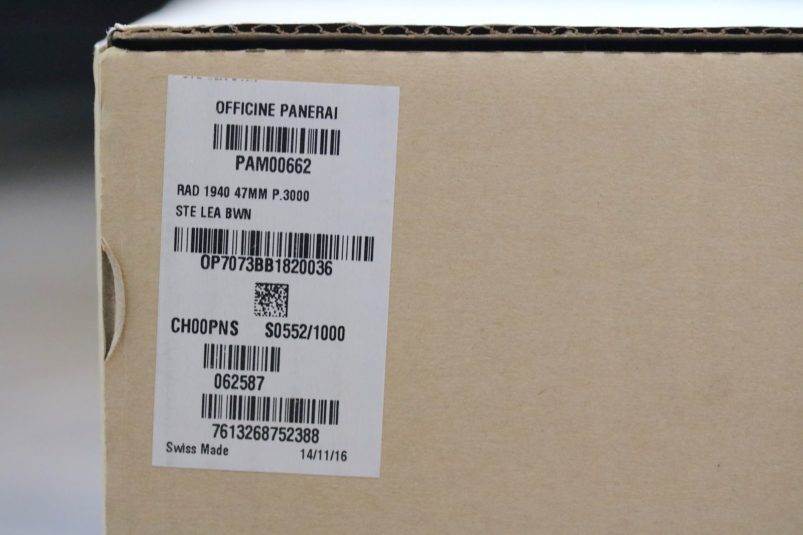 OFFICINE PANERAI
PAM00662
RAD 1940 47MM P.3000
STE LEA BWN
OP7073BB1820036
CH00PNS S0552/1000
062587
7613268752388
Swiss Made 14/11/16